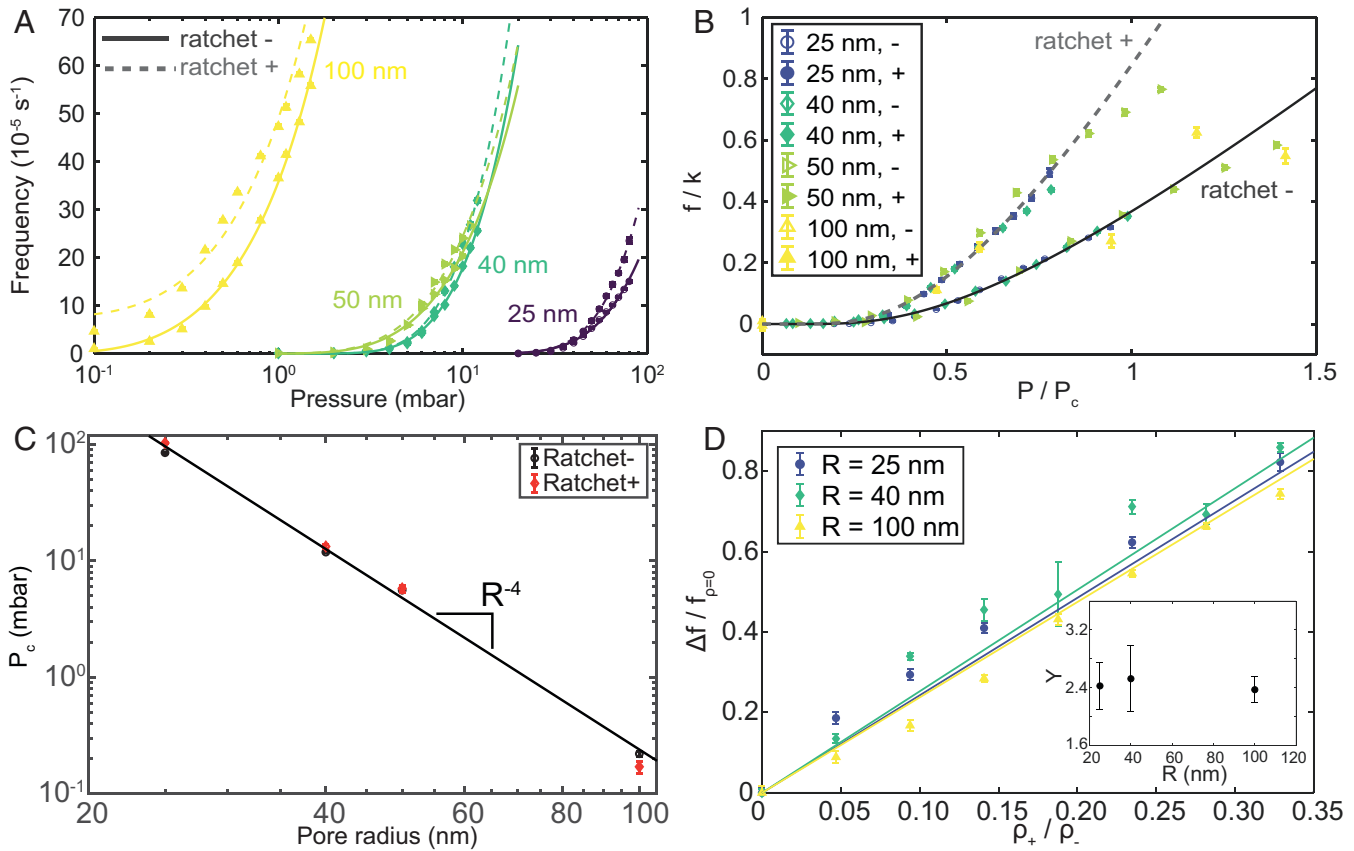 A
ratchet -
ratchet +
100 nm
50 nm
40 nm
25 nm
Frequency (10⁻⁵ s⁻¹)
70
60
50
40
30
20
10
0
10⁻¹
10⁰
10¹
10²
Pressure (mbar)
B
25 nm, -
25 nm, +
40 nm, -
40 nm, +
50 nm, -
50 nm, +
100 nm, -
100 nm, +
ratchet +
ratchet -
f / k
1
0.8
0.6
0.4
0.2
0
0
0.5
1
1.5
P / P_c
C
Ratchet-
Ratchet+
R⁻⁴
P_c (mbar)
10²
10¹
10⁰
10⁻¹
20
40
60
80
100
Pore radius (nm)
D
R = 25 nm
R = 40 nm
R = 100 nm
Δf / f_ρ=0
0.8
0.6
0.4
0.2
0
0
0.05
0.10
0.15
0.20
0.25
0.30
0.35
ρ₊ / ρ₋
Y
3.2
2.4
1.6
20
40
60
80
100
120
R (nm)